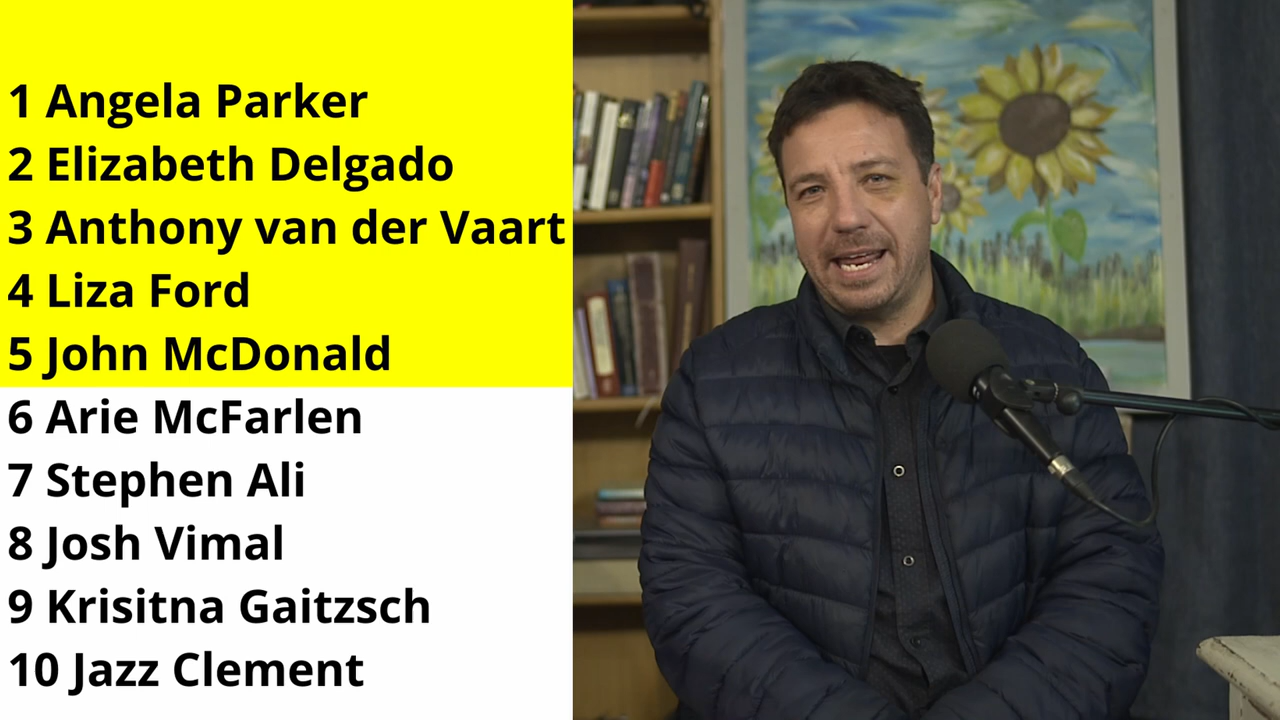 1 Angela Parker
2 Elizabeth Delgado
3 Anthony van der Vaart
4 Liza Ford
5 John McDonald
6 Arie McFarlen
7 Stephen Ali
8 Josh Vimal
9 Krisitna Gaitzsch
10 Jazz Clement